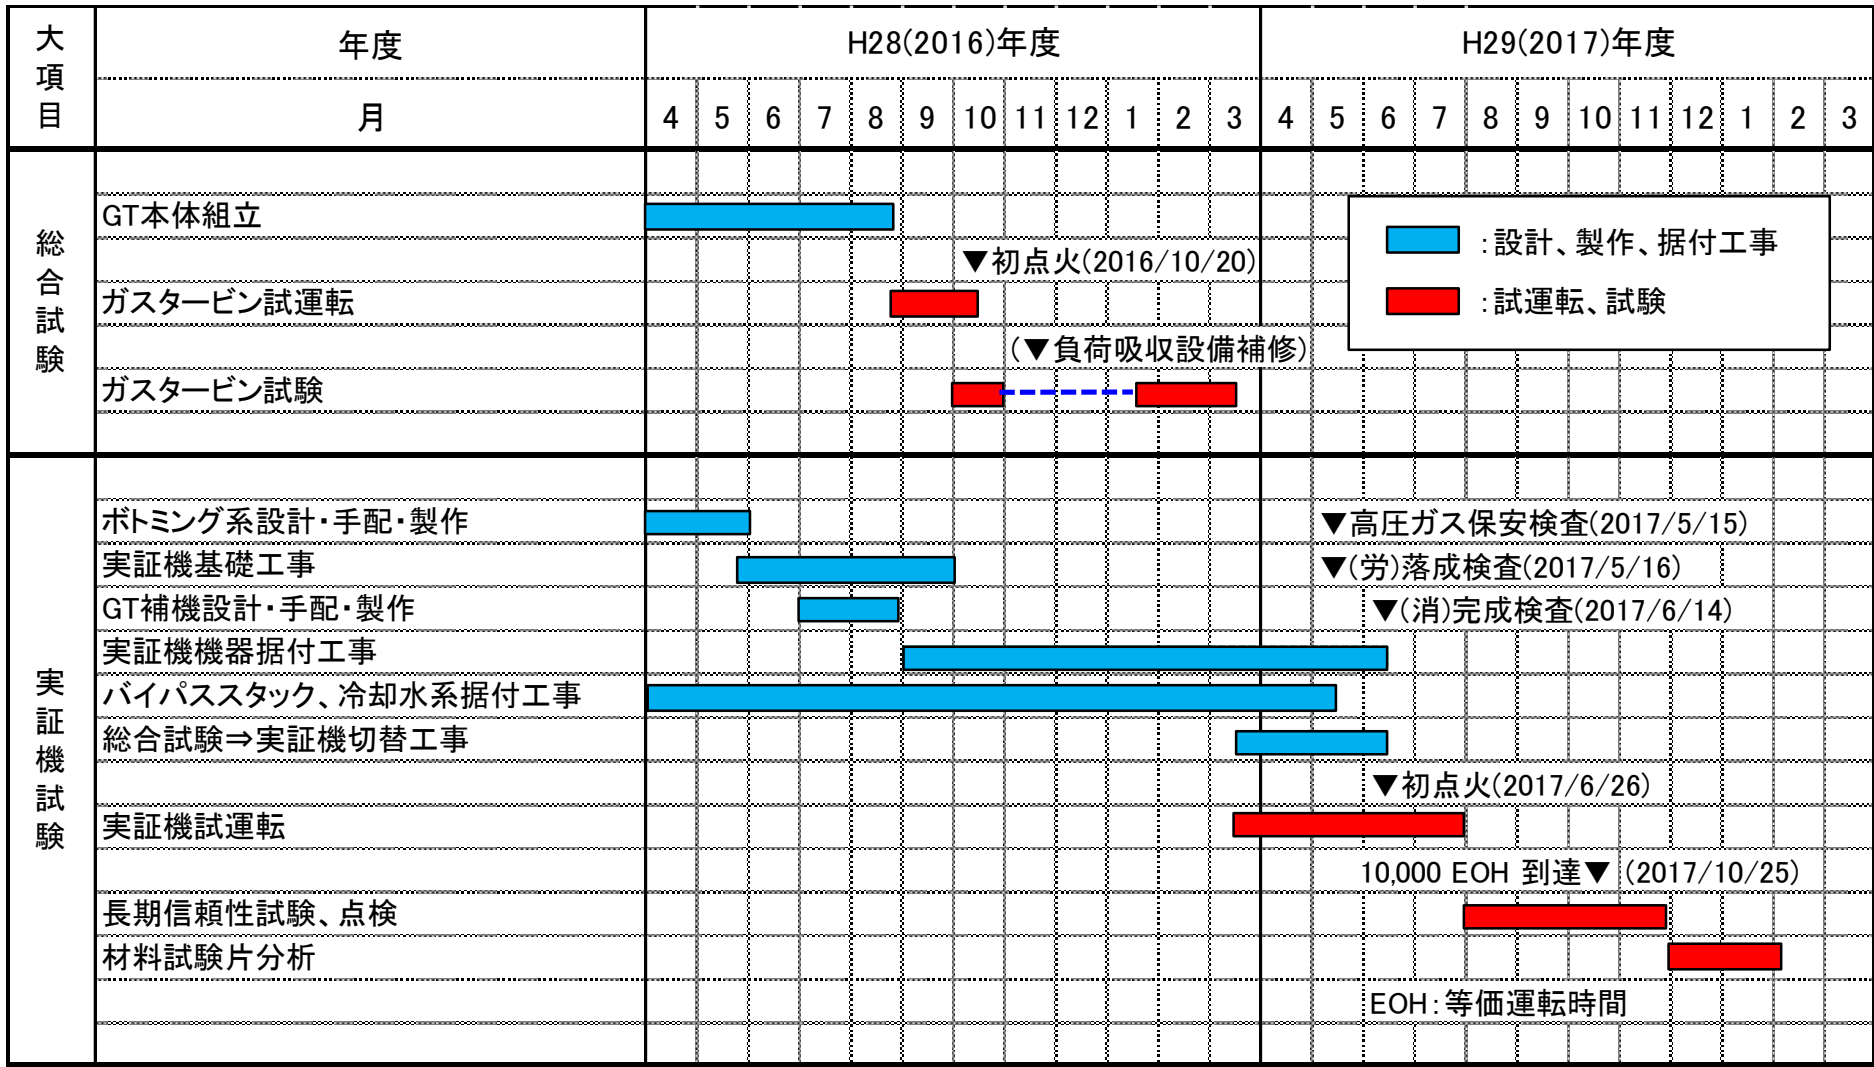 大項目
年度
H28(2016)年度
H29(2017)年度
月
4 5 6 7 8 9 10 11 12 1 2 3 4 5 6 7 8 9 10 11 12 1 2 3
総合試験
GT本体組立
:設計、製作、据付工事
▼初点火(2016/10/20)
ガスタービン試運転
:試運転、試験
(▼負荷吸収設備補修)
ガスタービン試験
実証機試験
ボトミング系設計・手配・製作
▼高圧ガス保安検査(2017/5/15)
実証機基礎工事
▼(労)落成検査(2017/5/16)
GT補機設計・手配・製作
▼(消)完成検査(2017/6/14)
実証機機器据付工事
バイパススタック、冷却水系据付工事
総合試験⇒実証機切替工事
▼初点火(2017/6/26)
実証機試運転
10,000 EOH 到達▼ (2017/10/25)
長期信頼性試験、点検
材料試験片分析
EOH:等価運転時間